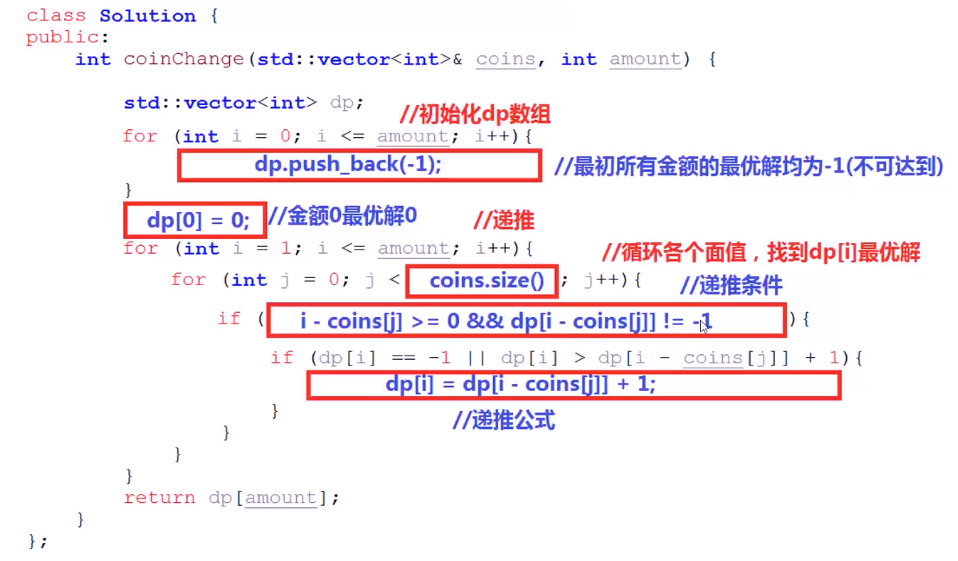 class Solution {
public:
int coinChange(std::vector<int>& coins, int amount) {
std::vector<int> dp;
//初始化dp数组
for (int i = 0; i <= amount; i++){
dp.push_back(-1); //最初所有金额的最优解均为-1(不可达到)
}
dp[0] = 0; //金额0最优解0 //递推
for (int i = 1; i <= amount; i++){
//循环各个面值，找到dp[i]最优解
for (int j = 0; j < coins.size() ; j++){ //递推条件
if ( i - coins[j] >= 0 && dp[i - coins[j]] != -1 ){
if (dp[i] == -1 || dp[i] > dp[i - coins[j]] + 1){
dp[i] = dp[i - coins[j]] + 1;
} //递推公式
}
}
}
return dp[amount];
}
};